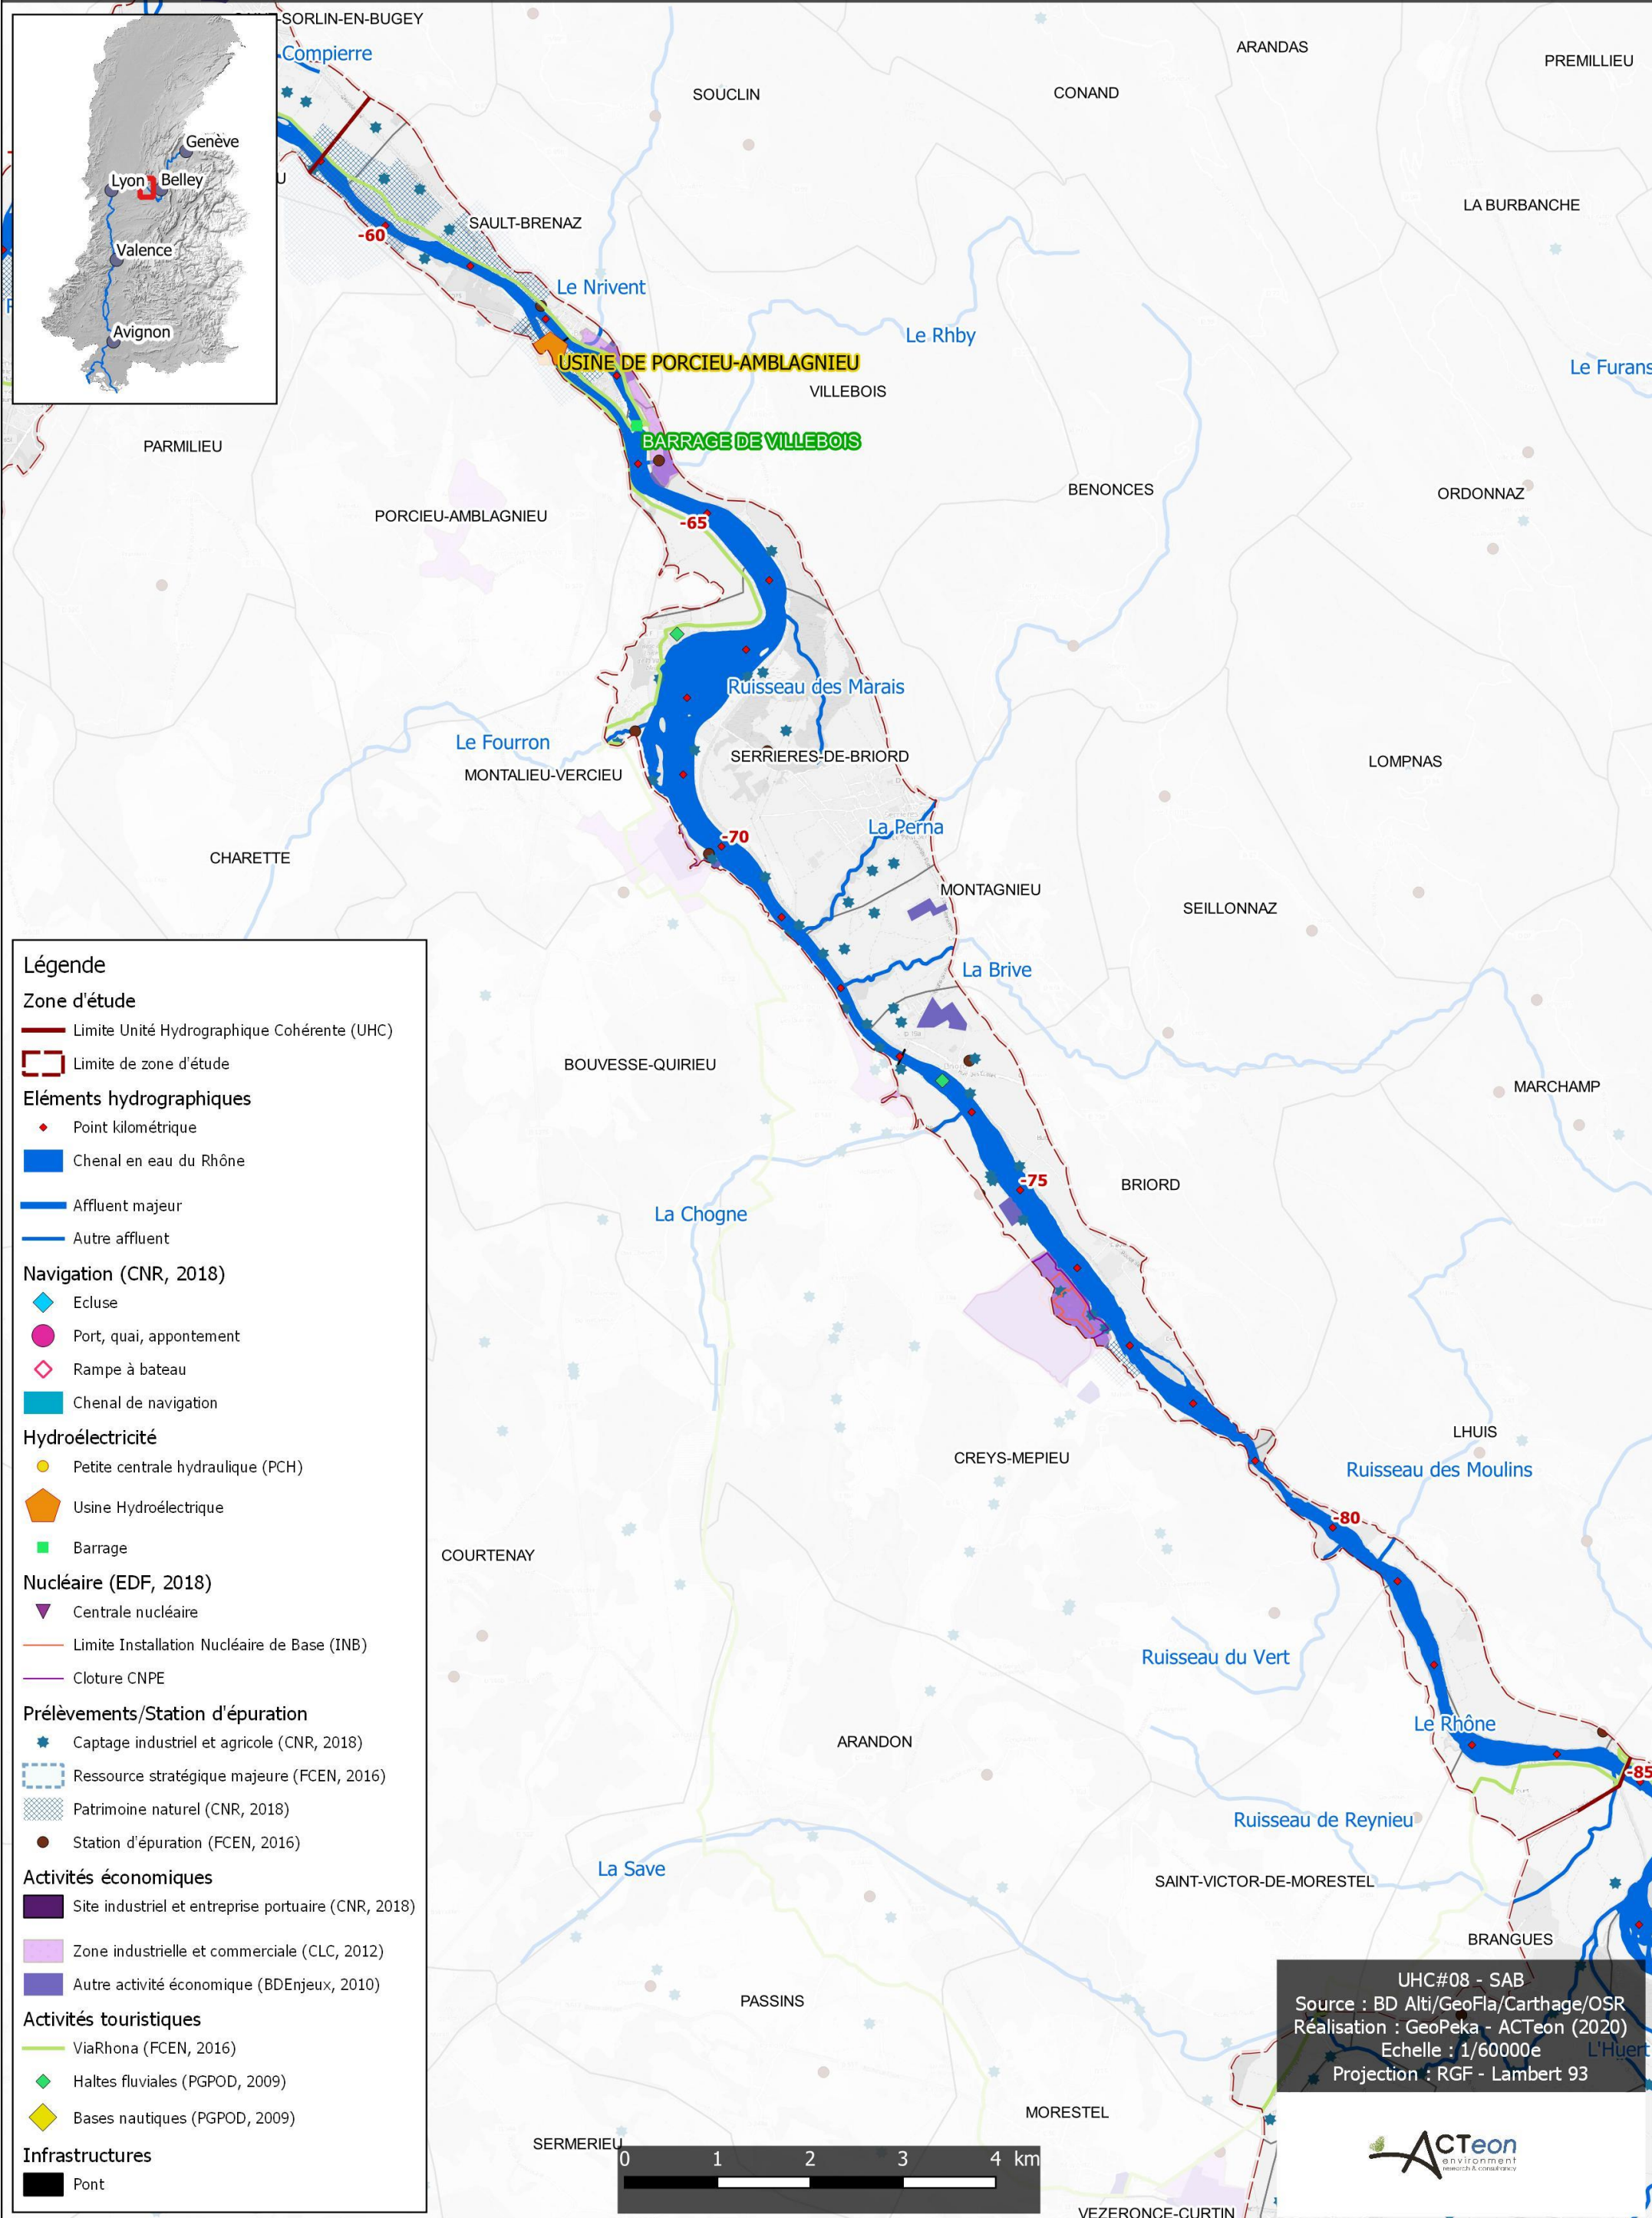 SORLIN-EN-BUGEY
Compierre
ARANDAS
PREMILLIEU
SOUCLIN
CONAND
Genève
Lyon
Belley
U
LA BURBANCHE
SAULT-BRENAZ
-60
Valence
Le Nrivent
Avignon
Le Rhby
USINE DE PORCIEU-AMBLAGNIEU
Le Furans
VILLEBOIS
BARRAGE DE VILLEBOIS
PARMILIEU
BENONCES
ORDONNAZ
PORCIEU-AMBLAGNIEU
-65
Ruisseau des Marais
Le Fourron
SERRIERES-DE-BRIORD
LOMPNAS
MONTALIEU-VERCIEU
La Perna
-70
CHARETTE
MONTAGNIEU
SEILLONNAZ
La Brive
BOUVESSE-QUIRIEU
MARCHAMP
-75
BRIORD
La Chogne
LHUIS
CREYS-MEPIEU
Ruisseau des Moulins
-80
COURTENAY
Ruisseau du Vert
Le Rhône
ARANDON
-85
Ruisseau de Reynieu
La Save
SAINT-VICTOR-DE-MORESTEL
BRANGUES
PASSINS
L'Huert
MORESTEL
SERMERIEU
VEZERONCE-CURTIN
Légende
Zone d'étude
Limite Unité Hydrographique Cohérente (UHC)
Limite de zone d'étude
Eléments hydrographiques
Point kilométrique
Chenal en eau du Rhône
Affluent majeur
Autre affluent
Navigation (CNR, 2018)
Ecluse
Port, quai, appontement
Rampe à bateau
Chenal de navigation
Hydroélectricité
Petite centrale hydraulique (PCH)
Usine Hydroélectrique
Barrage
Nucléaire (EDF, 2018)
Centrale nucléaire
Limite Installation Nucléaire de Base (INB)
Cloture CNPE
Prélèvements/Station d'épuration
Captage industriel et agricole (CNR, 2018)
Ressource stratégique majeure (FCEN, 2016)
Patrimoine naturel (CNR, 2018)
Station d'épuration (FCEN, 2016)
Activités économiques
Site industriel et entreprise portuaire (CNR, 2018)
Zone industrielle et commerciale (CLC, 2012)
Autre activité économique (BDEnjeux, 2010)
Activités touristiques
ViaRhona (FCEN, 2016)
Haltes fluviales (PGPOD, 2009)
Bases nautiques (PGPOD, 2009)
Infrastructures
Pont
0 1 2 3 4 km
UHC#08 - SAB
Source : BD Alti/GeoFla/Carthage/OSR
Réalisation : GeoPeka - ACTeon (2020)
Echelle : 1/60000e
Projection : RGF - Lambert 93
ACTeon
environment
research & consultancy